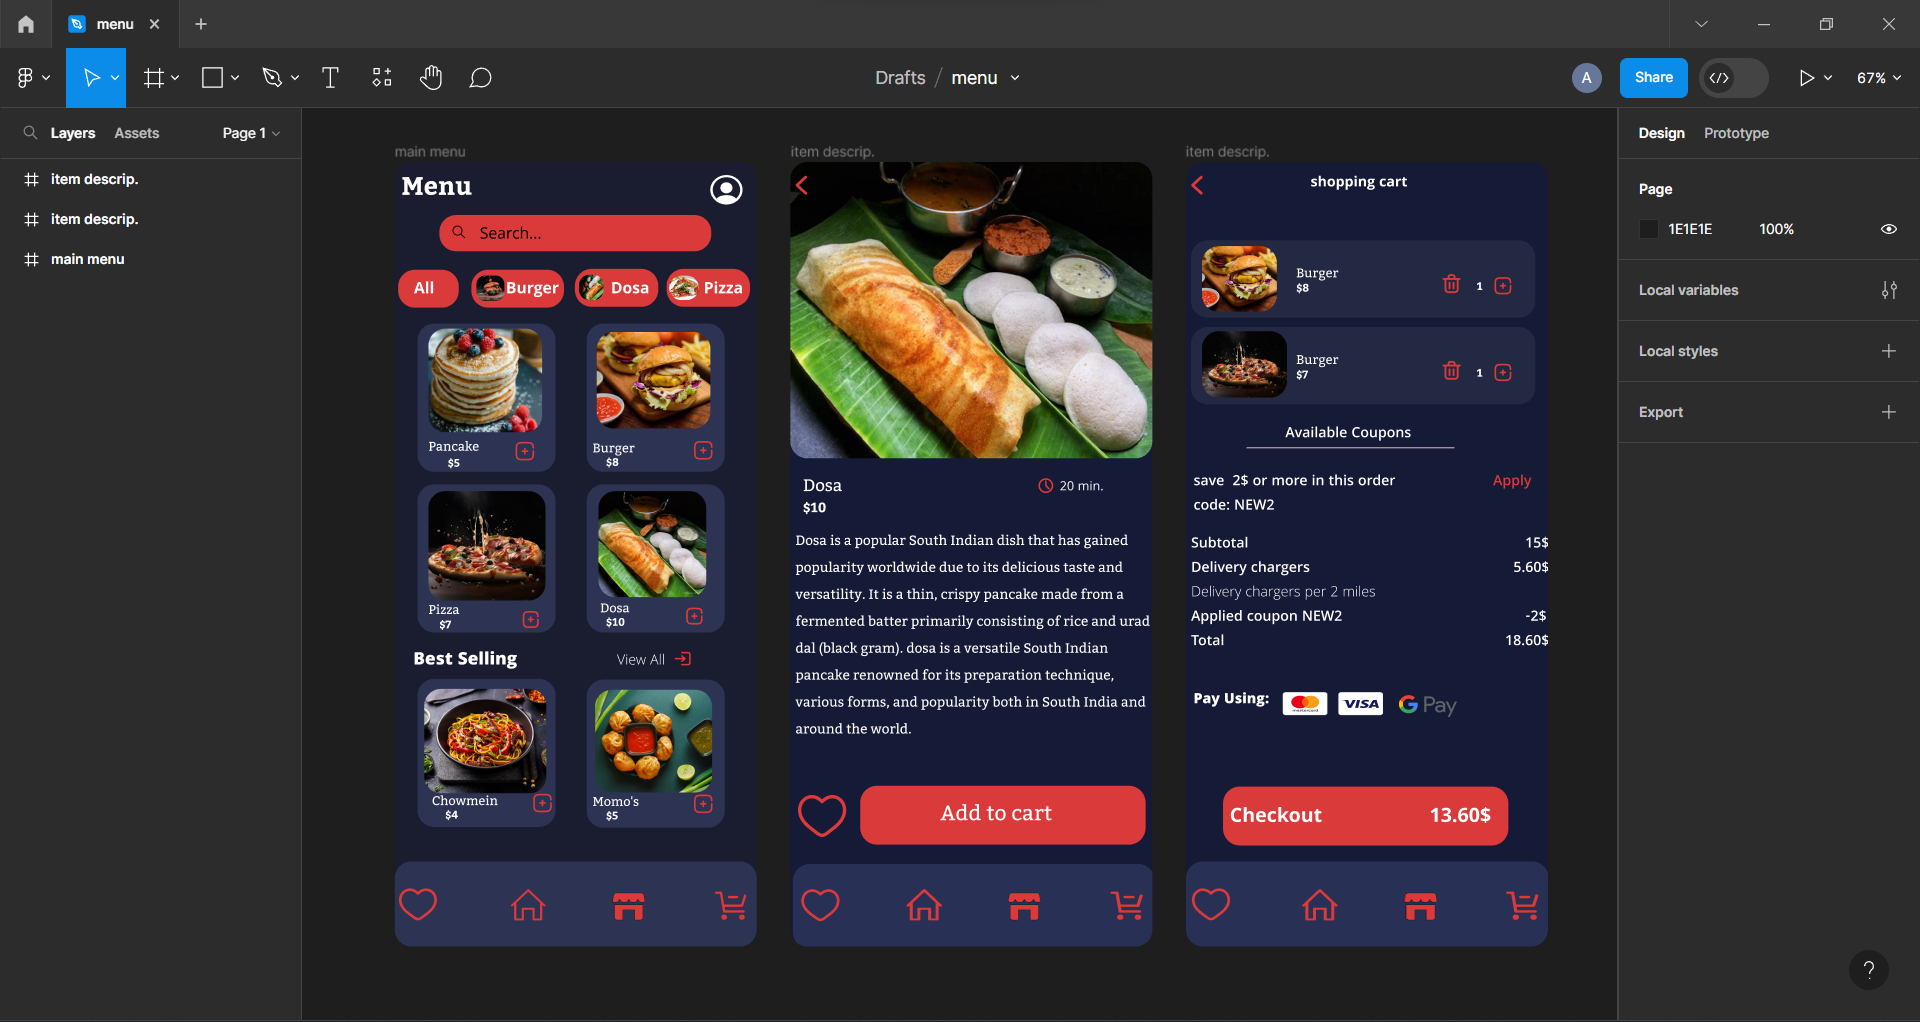 menu
Drafts / menu
A
Share
67%
Layers
Assets
Page 1
item descrip.
item descrip.
main menu
main menu
Menu
Search...
All
Burger
Dosa
Pizza
Pancake
$5
Burger
$8
Pizza
$7
Dosa
$10
Best Selling
View All
Chowmein
$4
Momo's
$5
item descrip.
Dosa
20 min.
$10
Dosa is a popular South Indian dish that has gained
popularity worldwide due to its delicious taste and
versatility. It is a thin, crispy pancake made from a
fermented batter primarily consisting of rice and urad
dal (black gram). dosa is a versatile South Indian
pancake renowned for its preparation technique,
various forms, and popularity both in South India and
around the world.
Add to cart
item descrip.
shopping cart
Burger
$8
1
Burger
$7
1
Available Coupons
save 2$ or more in this order
Apply
code: NEW2
Subtotal 15$
Delivery chargers 5.60$
Delivery chargers per 2 miles
Applied coupon NEW2 -2$
Total 18.60$
Pay Using:
mastercard
VISA
G Pay
Checkout 13.60$
Design
Prototype
Page
1E1E1E 100%
Local variables
Local styles
Export
?